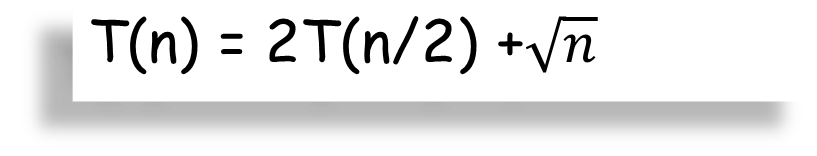 T(n) = 2T(n/2) +√n